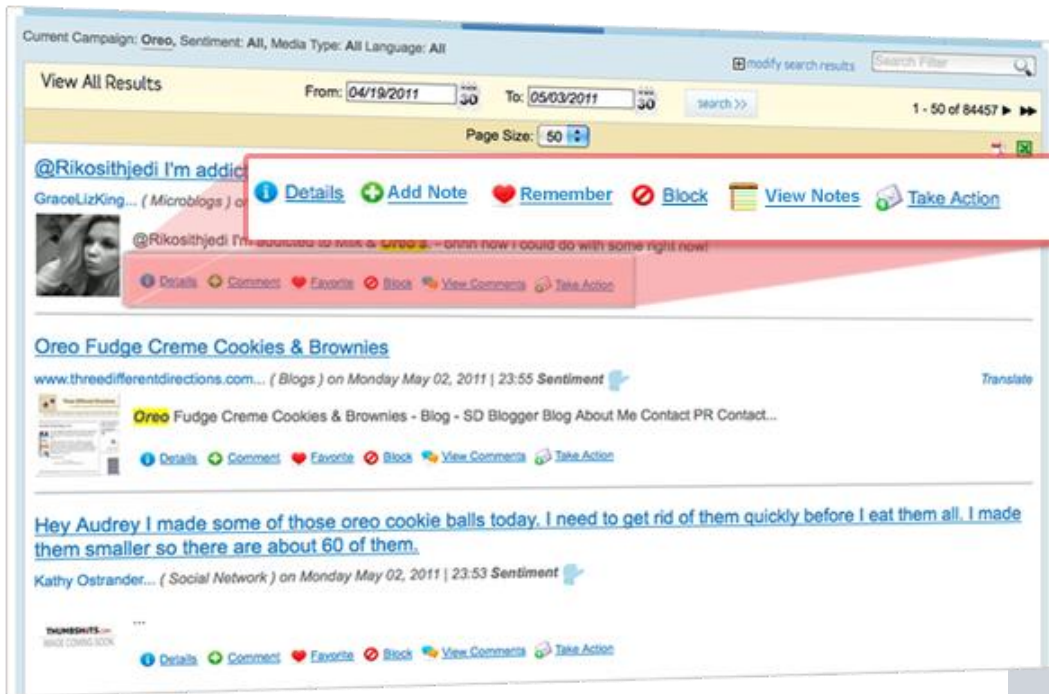 Current Campaign: Oreo, Sentiment: All, Media Type: All Language: All
modify search results Search Filter
View All Results From: 04/19/2011 30 To: 05/03/2011 30 search >> 1 - 50 of 84457
Page Size: 50
@Rikosithjedi I'm addic
Details Add Note Remember Block View Notes Take Action
GraceLizKing... ( Microblogs ) o
@Rikosithjedi I'm addicted to Milk & Oreo's. - ohhh how i could do with some right now!
Details Comment Favorite Block View Comments Take Action
Oreo Fudge Creme Cookies & Brownies
www.threedifferentdirections.com... ( Blogs ) on Monday May 02, 2011 | 23:55 Sentiment Translate
Oreo Fudge Creme Cookies & Brownies - Blog - SD Blogger Blog About Me Contact PR Contact...
Details Comment Favorite Block View Comments Take Action
Hey Audrey I made some of those oreo cookie balls today. I need to get rid of them quickly before I eat them all. I made
them smaller so there are about 60 of them.
Kathy Ostrander... ( Social Network ) on Monday May 02, 2011 | 23:53 Sentiment
...
IMAGE COMING SOON
Details Comment Favorite Block View Comments Take Action